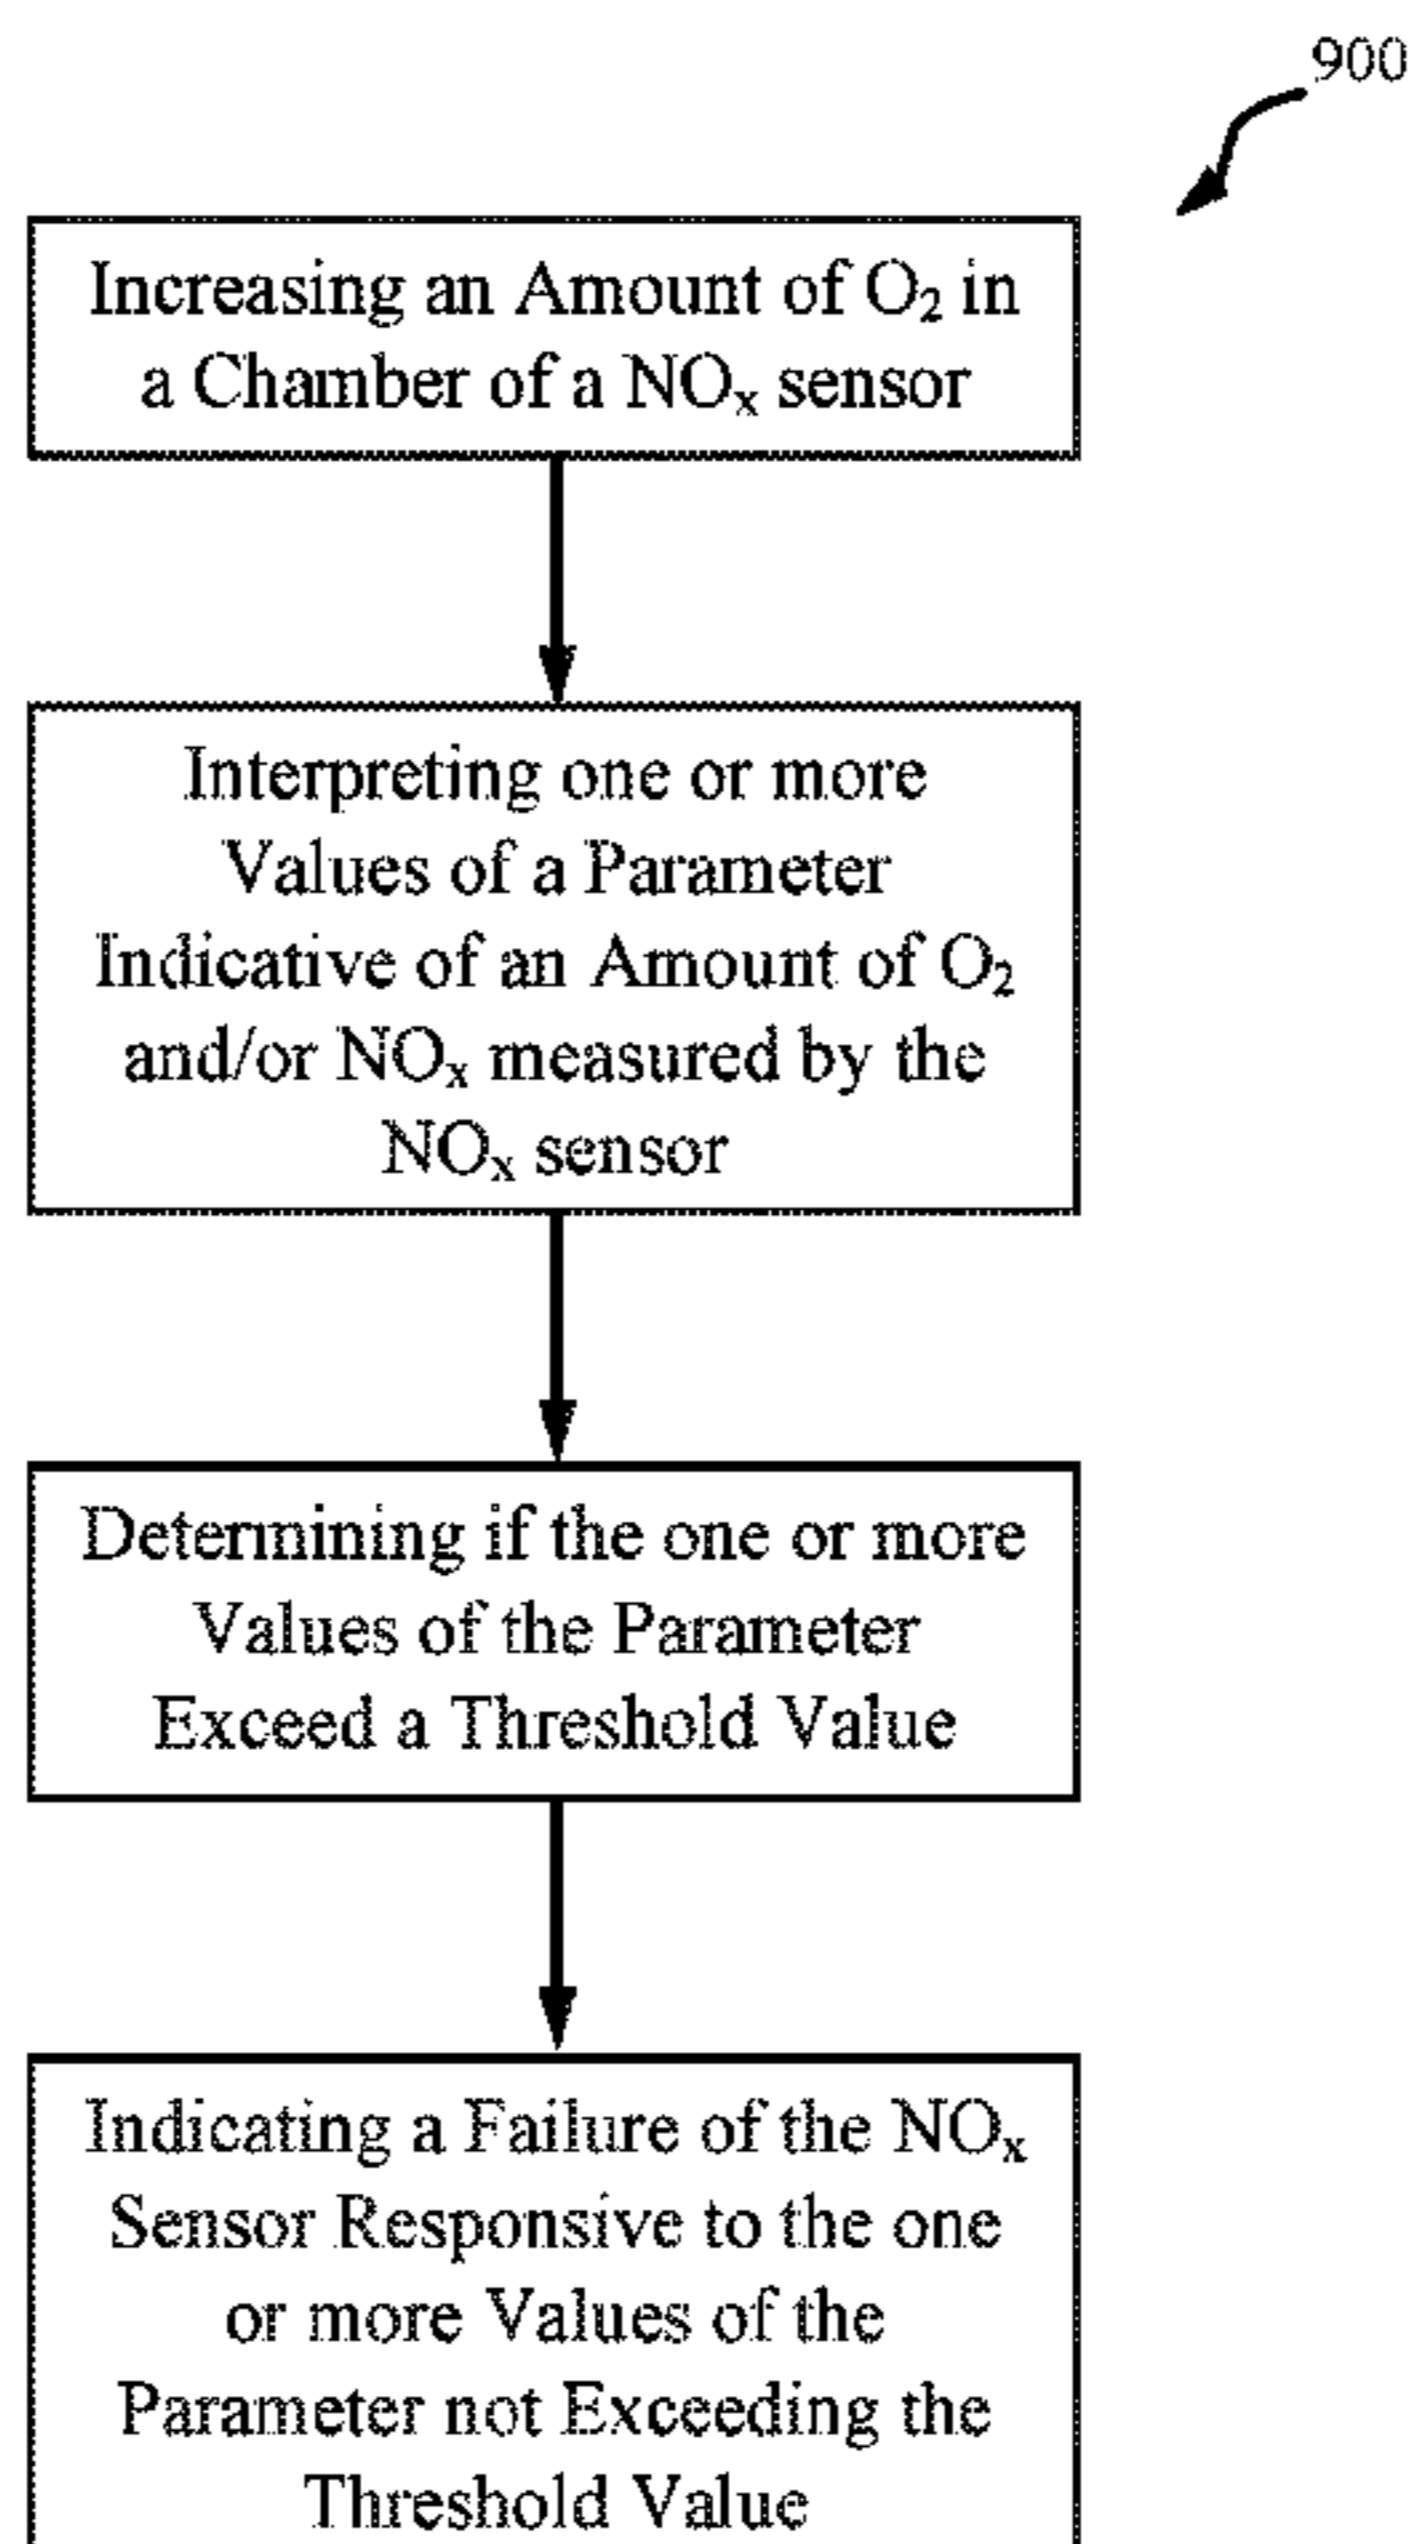 900
Increasing an Amount of O₂ in
a Chamber of a NOₓ sensor
Interpreting one or more
Values of a Parameter
Indicative of an Amount of O₂
and/or NOₓ measured by the
NOₓ sensor
Determining if the one or more
Values of the Parameter
Exceed a Threshold Value
Indicating a Failure of the NOₓ
Sensor Responsive to the one
or more Values of the
Parameter not Exceeding the
Threshold Value